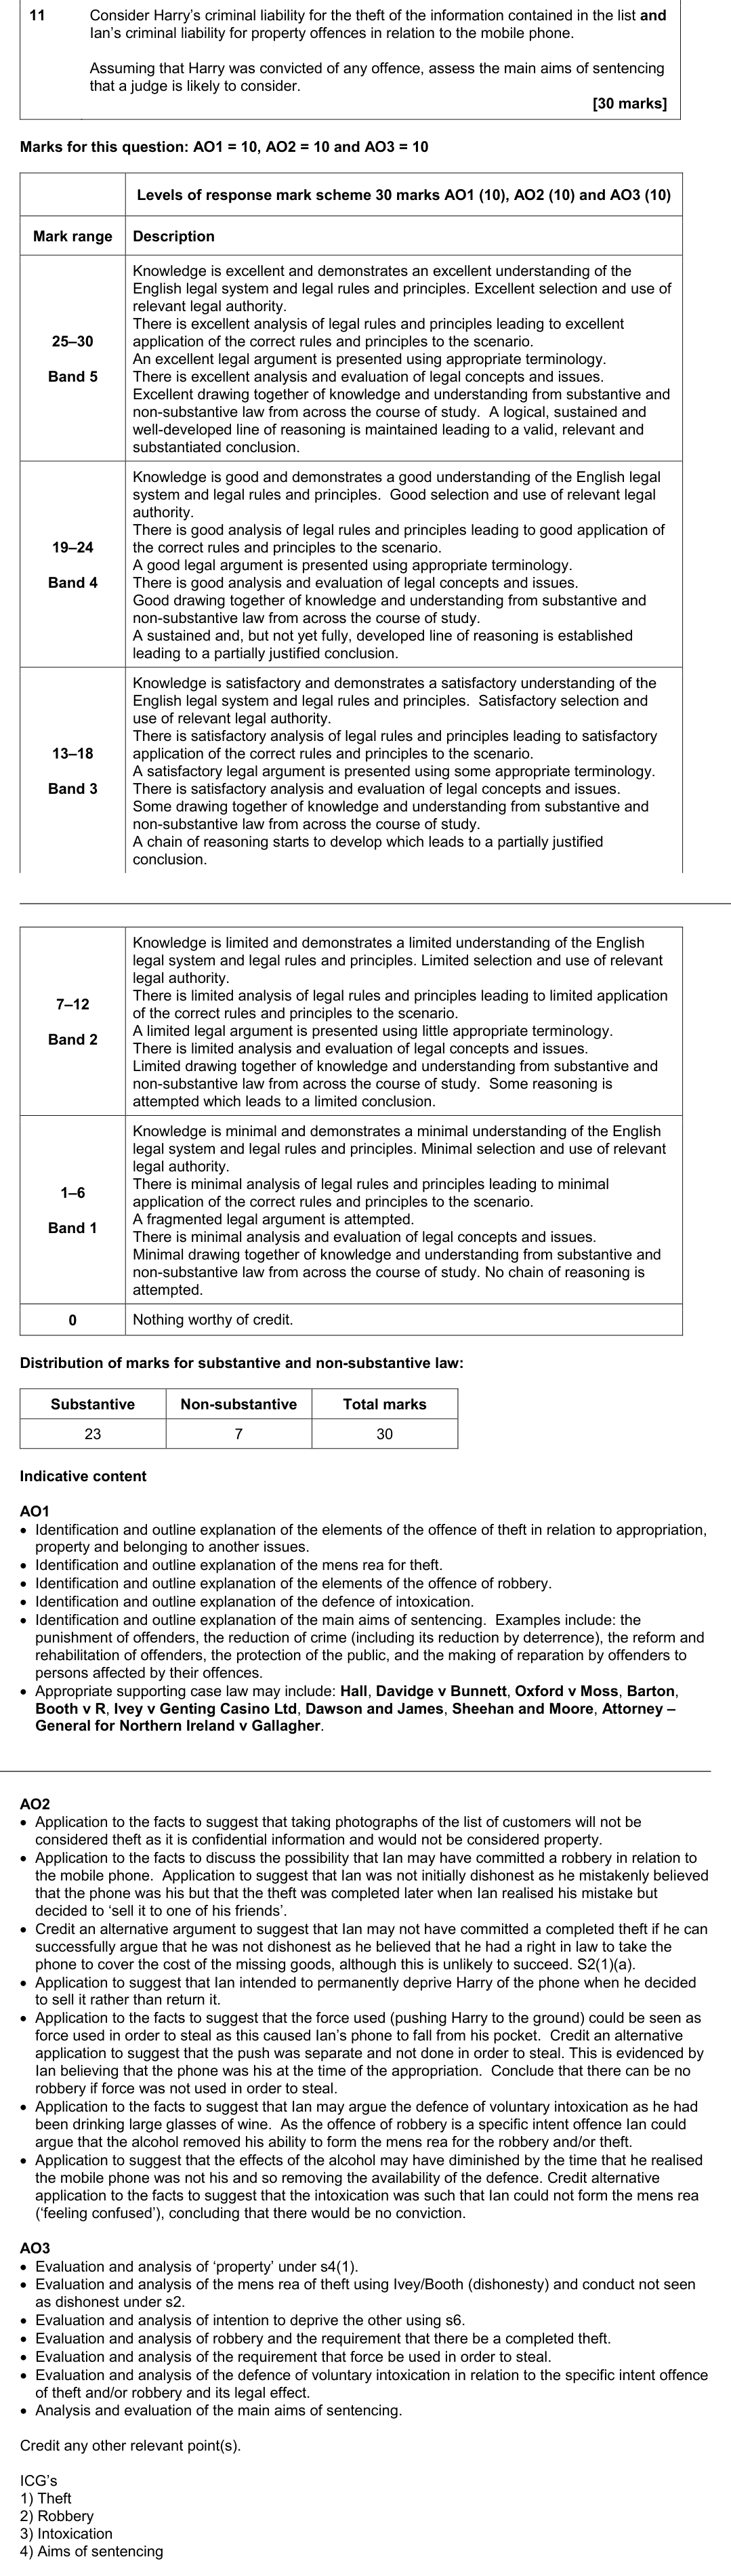 11 Consider Harry's criminal liability for the theft of the information contained in the list and
Ian's criminal liability for property offences in relation to the mobile phone.
Assuming that Harry was convicted of any offence, assess the main aims of sentencing
that a judge is likely to consider.
[30 marks]
Marks for this question: AO1 = 10, AO2 = 10 and AO3 = 10
Levels of response mark scheme 30 marks AO1 (10), AO2 (10) and AO3 (10)
Mark range Description
25–30
Band 5
Knowledge is excellent and demonstrates an excellent understanding of the
English legal system and legal rules and principles. Excellent selection and use of
relevant legal authority.
There is excellent analysis of legal rules and principles leading to excellent
application of the correct rules and principles to the scenario.
An excellent legal argument is presented using appropriate terminology.
There is excellent analysis and evaluation of legal concepts and issues.
Excellent drawing together of knowledge and understanding from substantive and
non-substantive law from across the course of study. A logical, sustained and
well-developed line of reasoning is maintained leading to a valid, relevant and
substantiated conclusion.
19–24
Band 4
Knowledge is good and demonstrates a good understanding of the English legal
system and legal rules and principles. Good selection and use of relevant legal
authority.
There is good analysis of legal rules and principles leading to good application of
the correct rules and principles to the scenario.
A good legal argument is presented using appropriate terminology.
There is good analysis and evaluation of legal concepts and issues.
Good drawing together of knowledge and understanding from substantive and
non-substantive law from across the course of study.
A sustained and, but not yet fully, developed line of reasoning is established
leading to a partially justified conclusion.
13–18
Band 3
Knowledge is satisfactory and demonstrates a satisfactory understanding of the
English legal system and legal rules and principles. Satisfactory selection and
use of relevant legal authority.
There is satisfactory analysis of legal rules and principles leading to satisfactory
application of the correct rules and principles to the scenario.
A satisfactory legal argument is presented using some appropriate terminology.
There is satisfactory analysis and evaluation of legal concepts and issues.
Some drawing together of knowledge and understanding from substantive and
non-substantive law from across the course of study.
A chain of reasoning starts to develop which leads to a partially justified
conclusion.
7–12
Band 2
Knowledge is limited and demonstrates a limited understanding of the English
legal system and legal rules and principles. Limited selection and use of relevant
legal authority.
There is limited analysis of legal rules and principles leading to limited application
of the correct rules and principles to the scenario.
A limited legal argument is presented using little appropriate terminology.
There is limited analysis and evaluation of legal concepts and issues.
Limited drawing together of knowledge and understanding from substantive and
non-substantive law from across the course of study. Some reasoning is
attempted which leads to a limited conclusion.
1–6
Band 1
Knowledge is minimal and demonstrates a minimal understanding of the English
legal system and legal rules and principles. Minimal selection and use of relevant
legal authority.
There is minimal analysis of legal rules and principles leading to minimal
application of the correct rules and principles to the scenario.
A fragmented legal argument is attempted.
There is minimal analysis and evaluation of legal concepts and issues.
Minimal drawing together of knowledge and understanding from substantive and
non-substantive law from across the course of study. No chain of reasoning is
attempted.
0 Nothing worthy of credit.
Distribution of marks for substantive and non-substantive law:
Substantive Non-substantive Total marks
23 7 30
Indicative content
AO1
• Identification and outline explanation of the elements of the offence of theft in relation to appropriation,
property and belonging to another issues.
• Identification and outline explanation of the mens rea for theft.
• Identification and outline explanation of the elements of the offence of robbery.
• Identification and outline explanation of the defence of intoxication.
• Identification and outline explanation of the main aims of sentencing. Examples include: the
punishment of offenders, the reduction of crime (including its reduction by deterrence), the reform and
rehabilitation of offenders, the protection of the public, and the making of reparation by offenders to
persons affected by their offences.
• Appropriate supporting case law may include: Hall, Davidge v Bunnett, Oxford v Moss, Barton,
Booth v R, Ivey v Genting Casino Ltd, Dawson and James, Sheehan and Moore, Attorney –
General for Northern Ireland v Gallagher.
AO2
• Application to the facts to suggest that taking photographs of the list of customers will not be
considered theft as it is confidential information and would not be considered property.
• Application to the facts to discuss the possibility that Ian may have committed a robbery in relation to
the mobile phone. Application to suggest that Ian was not initially dishonest as he mistakenly believed
that the phone was his but that the theft was completed later when Ian realised his mistake but
decided to 'sell it to one of his friends'.
• Credit an alternative argument to suggest that Ian may not have committed a completed theft if he can
successfully argue that he was not dishonest as he believed that he had a right in law to take the
phone to cover the cost of the missing goods, although this is unlikely to succeed. S2(1)(a).
• Application to suggest that Ian intended to permanently deprive Harry of the phone when he decided
to sell it rather than return it.
• Application to the facts to suggest that the force used (pushing Harry to the ground) could be seen as
force used in order to steal as this caused Ian's phone to fall from his pocket. Credit an alternative
application to suggest that the push was separate and not done in order to steal. This is evidenced by
Ian believing that the phone was his at the time of the appropriation. Conclude that there can be no
robbery if force was not used in order to steal.
• Application to the facts to suggest that Ian may argue the defence of voluntary intoxication as he had
been drinking large glasses of wine. As the offence of robbery is a specific intent offence Ian could
argue that the alcohol removed his ability to form the mens rea for the robbery and/or theft.
• Application to suggest that the effects of the alcohol may have diminished by the time that he realised
the mobile phone was not his and so removing the availability of the defence. Credit alternative
application to the facts to suggest that the intoxication was such that Ian could not form the mens rea
('feeling confused'), concluding that there would be no conviction.
AO3
• Evaluation and analysis of 'property' under s4(1).
• Evaluation and analysis of the mens rea of theft using Ivey/Booth (dishonesty) and conduct not seen
as dishonest under s2.
• Evaluation and analysis of intention to deprive the other using s6.
• Evaluation and analysis of robbery and the requirement that there be a completed theft.
• Evaluation and analysis of the requirement that force be used in order to steal.
• Evaluation and analysis of the defence of voluntary intoxication in relation to the specific intent offence
of theft and/or robbery and its legal effect.
• Analysis and evaluation of the main aims of sentencing.
Credit any other relevant point(s).
ICG's
1) Theft
2) Robbery
3) Intoxication
4) Aims of sentencing